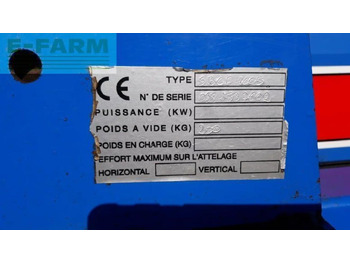 E-FARM
CE
TYPE
N° DE SERIE
PUISSANCE (KW)
POIDS A VIDE (KG)
POIDS EN CHARGE (KG)
EFFORT MAXIMUM SUR L'ATTELAGE
HORIZONTAL VERTICAL